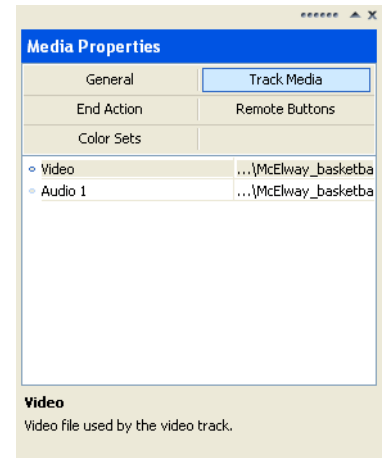 Media Properties
General Track Media
End Action Remote Buttons
Color Sets
Video ...\McElway_basketba
Audio 1 ...\McElway_basketba
Video
Video file used by the video track.